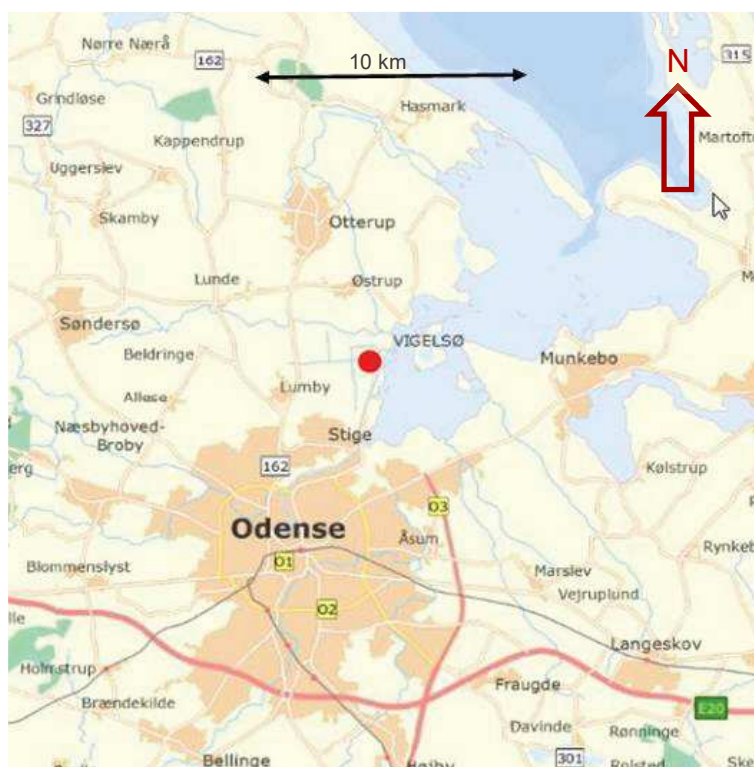 Nørre Nærå
162
10 km
N
315
Grindløse
Hasmark
327
Kappendrup
Martofte
Uggerslev
Skamby
Otterup
Lunde
Østrup
Søndersø
VIGELSØ
Beldringe
Munkebo
Lumby
Næsbyhoved-
Broby
Stige
162
Kølstrup
O3
Odense
Åsum
O1
Blommenslyst
Marslev
Vejruplund
O2
Langeskov
Holmstrup
Fraugde
Brændekilde
E20
Davinde
Rønninge
Bellinge
Højby
301
Rolsted